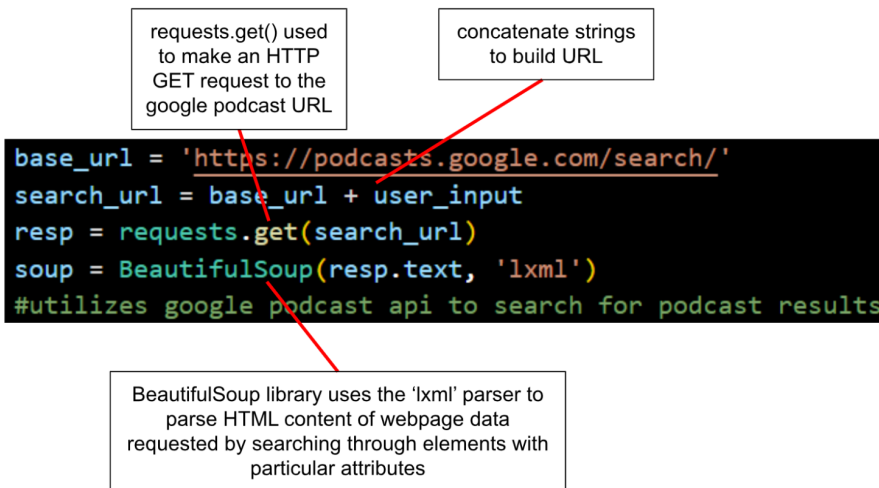 requests.get() used
to make an HTTP
GET request to the
google podcast URL
concatenate strings
to build URL
base_url = 'https://podcasts.google.com/search/'
search_url = base_url + user_input
resp = requests.get(search_url)
soup = BeautifulSoup(resp.text, 'lxml')
#utilizes google podcast api to search for podcast results
BeautifulSoup library uses the ‘lxml’ parser to
parse HTML content of webpage data
requested by searching through elements with
particular attributes